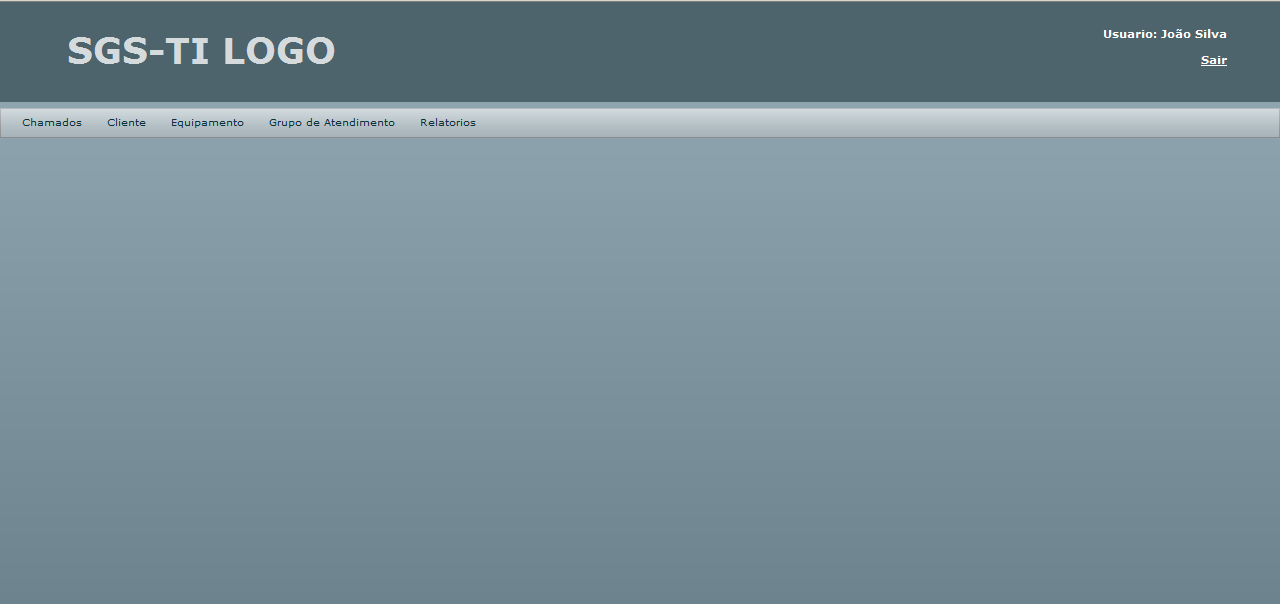 SGS-TI LOGO
Usuario: João Silva
Sair
Chamados Cliente Equipamento Grupo de Atendimento Relatorios